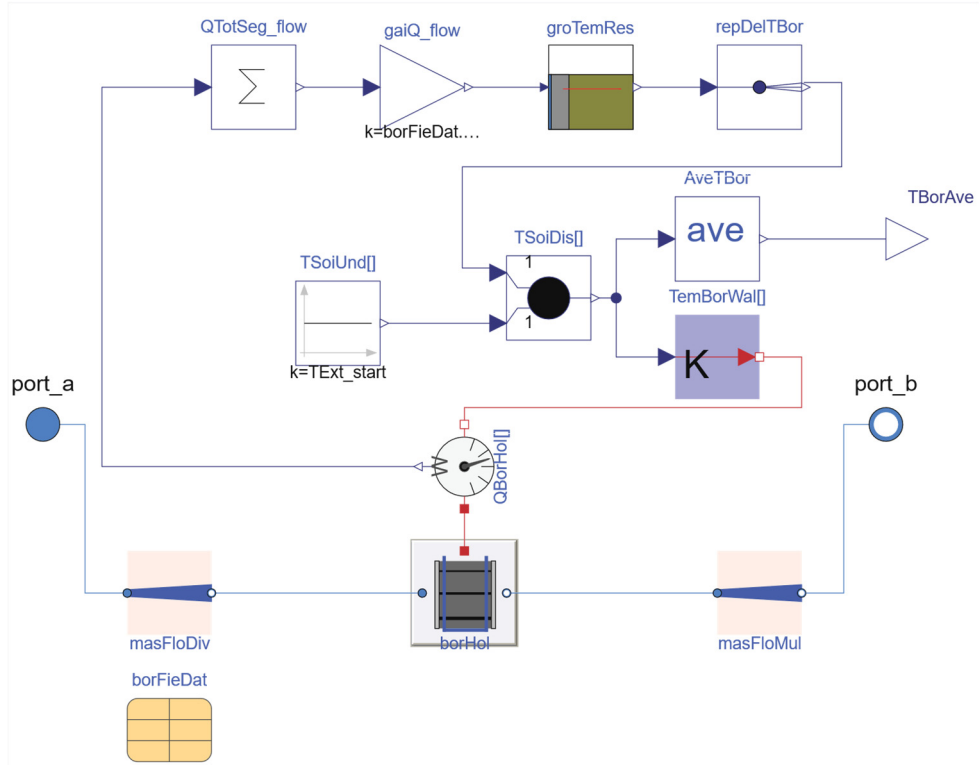 QTotSeg_flow
gaiQ_flow
groTemRes
repDelTBor
Σ
k=borFieDat....
AveTBor
TBorAve
ave
TSoiDis[]
TSoiUnd[]
1
1
TemBorWal[]
K
k=TExt_start
port_a
port_b
QBorHol[]
W
masFloDiv
borHol
masFloMul
borFieDat